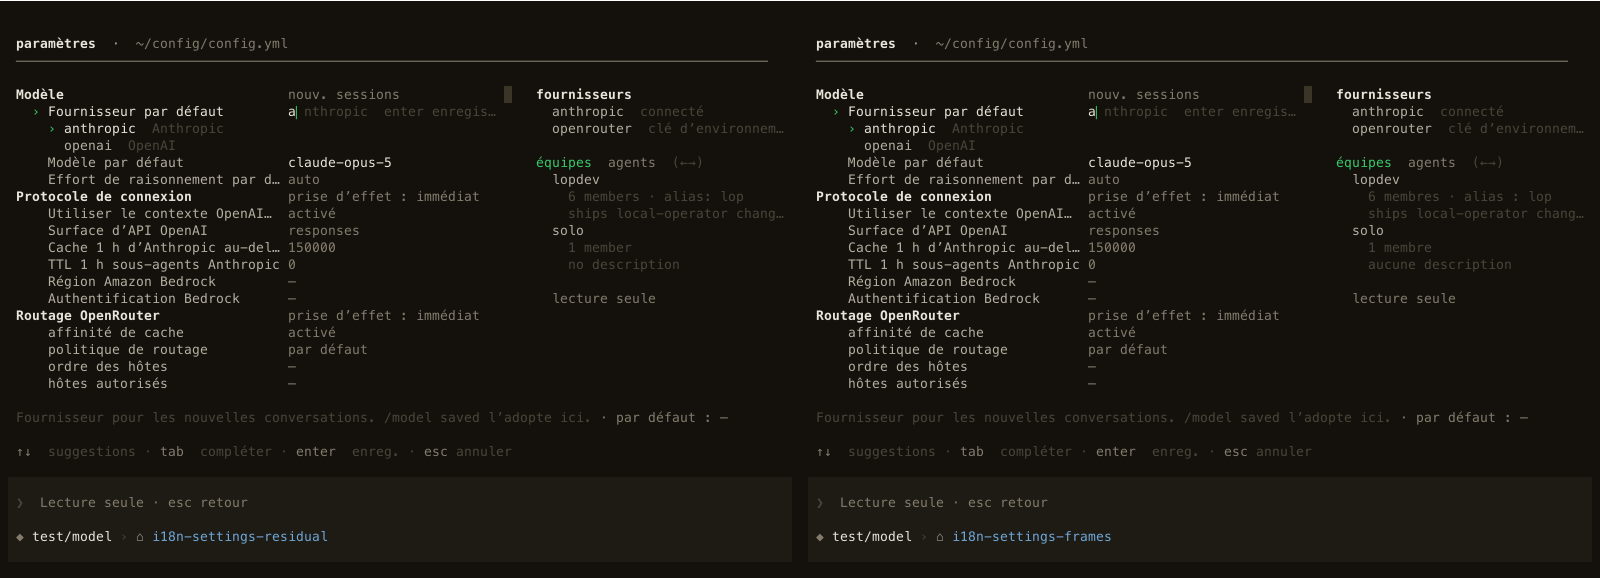 paramètres · ~/config/config.yml
Modèle nouv. sessions
› Fournisseur par défaut a nthropic enter enregis…
› anthropic Anthropic
openai OpenAI
Modèle par défaut claude-opus-5
Effort de raisonnement par d… auto
Protocole de connexion prise d’effet : immédiat
Utiliser le contexte OpenAI… activé
Surface d’API OpenAI responses
Cache 1 h d’Anthropic au-del… 150000
TTL 1 h sous-agents Anthropic 0
Région Amazon Bedrock —
Authentification Bedrock —
Routage OpenRouter prise d’effet : immédiat
affinité de cache activé
politique de routage par défaut
ordre des hôtes —
hôtes autorisés —
fournisseurs
anthropic connecté
openrouter clé d’environnem…
équipes agents (←→)
lopdev
6 members · alias: lop
ships local-operator chang…
solo
1 member
no description
lecture seule
Fournisseur pour les nouvelles conversations. /model saved l’adopte ici. · par défaut : —
↑↓ suggestions · tab compléter · enter enreg. · esc annuler
❯ Lecture seule · esc retour
◆ test/model › ⌂ i18n-settings-residual
paramètres · ~/config/config.yml
Modèle nouv. sessions
› Fournisseur par défaut a nthropic enter enregis…
› anthropic Anthropic
openai OpenAI
Modèle par défaut claude-opus-5
Effort de raisonnement par d… auto
Protocole de connexion prise d’effet : immédiat
Utiliser le contexte OpenAI… activé
Surface d’API OpenAI responses
Cache 1 h d’Anthropic au-del… 150000
TTL 1 h sous-agents Anthropic 0
Région Amazon Bedrock —
Authentification Bedrock —
Routage OpenRouter prise d’effet : immédiat
affinité de cache activé
politique de routage par défaut
ordre des hôtes —
hôtes autorisés —
fournisseurs
anthropic connecté
openrouter clé d’environnem…
équipes agents (←→)
lopdev
6 membres · alias : lop
ships local-operator chang…
solo
1 membre
aucune description
lecture seule
Fournisseur pour les nouvelles conversations. /model saved l’adopte ici. · par défaut : —
↑↓ suggestions · tab compléter · enter enreg. · esc annuler
❯ Lecture seule · esc retour
◆ test/model › ⌂ i18n-settings-frames